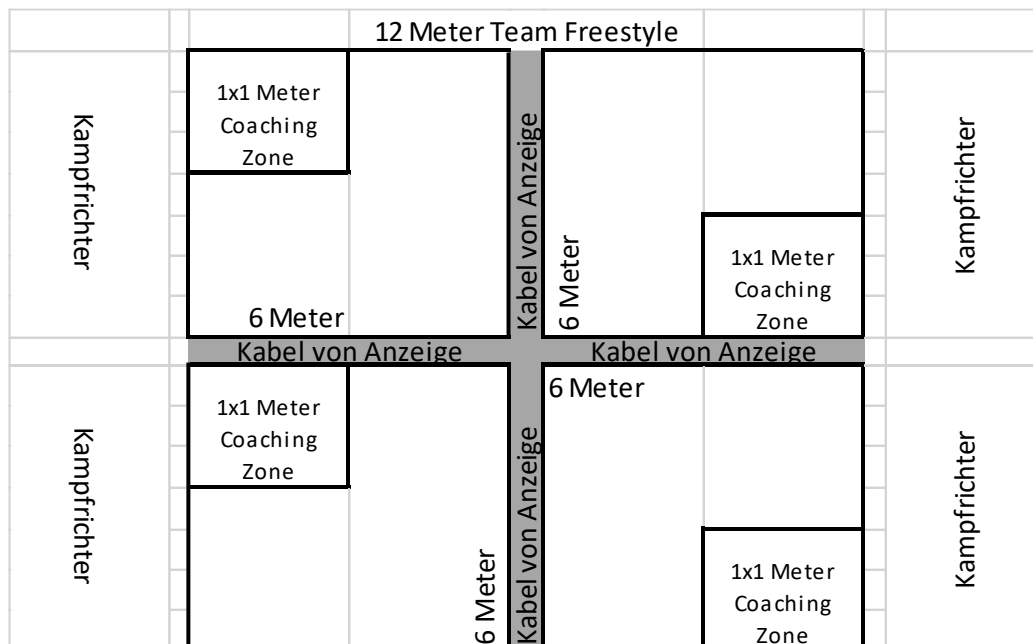 12 Meter Team Freestyle
Kampfrichter
1x1 Meter
Coaching
Zone
Kabel von Anzeige
6 Meter
6 Meter
1x1 Meter
Coaching
Zone
Kampfrichter
Kabel von Anzeige
Kabel von Anzeige
Kampfrichter
1x1 Meter
Coaching
Zone
6 Meter
Kabel von Anzeige
6 Meter
1x1 Meter
Coaching
Zone
Kampfrichter